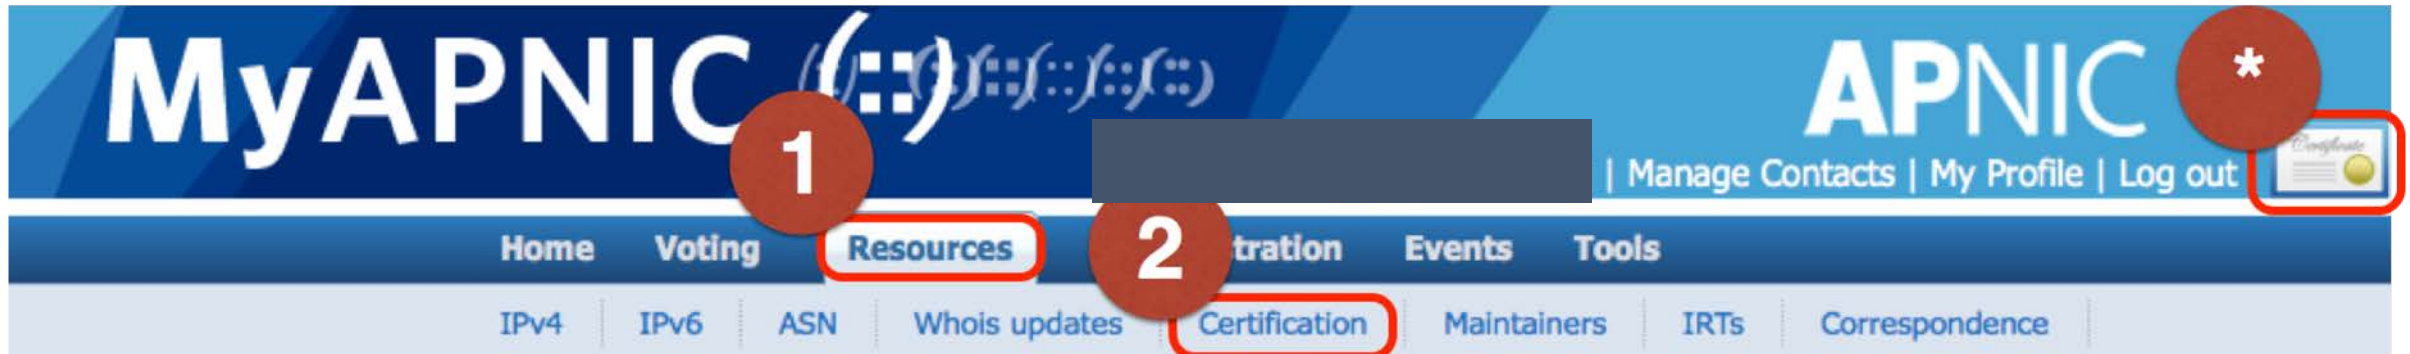 MyAPNIC (::) APNIC *
1
| Manage Contacts | My Profile | Log out
Certificate
Home Voting Resources 2 tration Events Tools
IPv4 IPv6 ASN Whois updates Certification Maintainers IRTs Correspondence